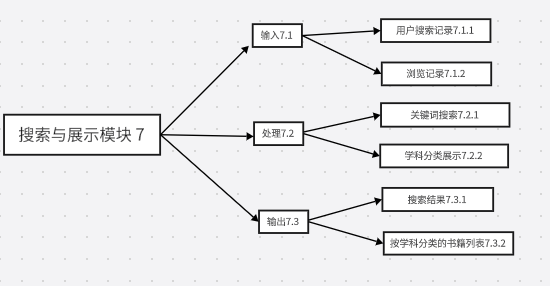 搜索与展示模块 7
输入7.1
用户搜索记录7.1.1
浏览记录7.1.2
处理7.2
关键词搜索7.2.1
学科分类展示7.2.2
输出7.3
搜索结果7.3.1
按学科分类的书籍列表7.3.2